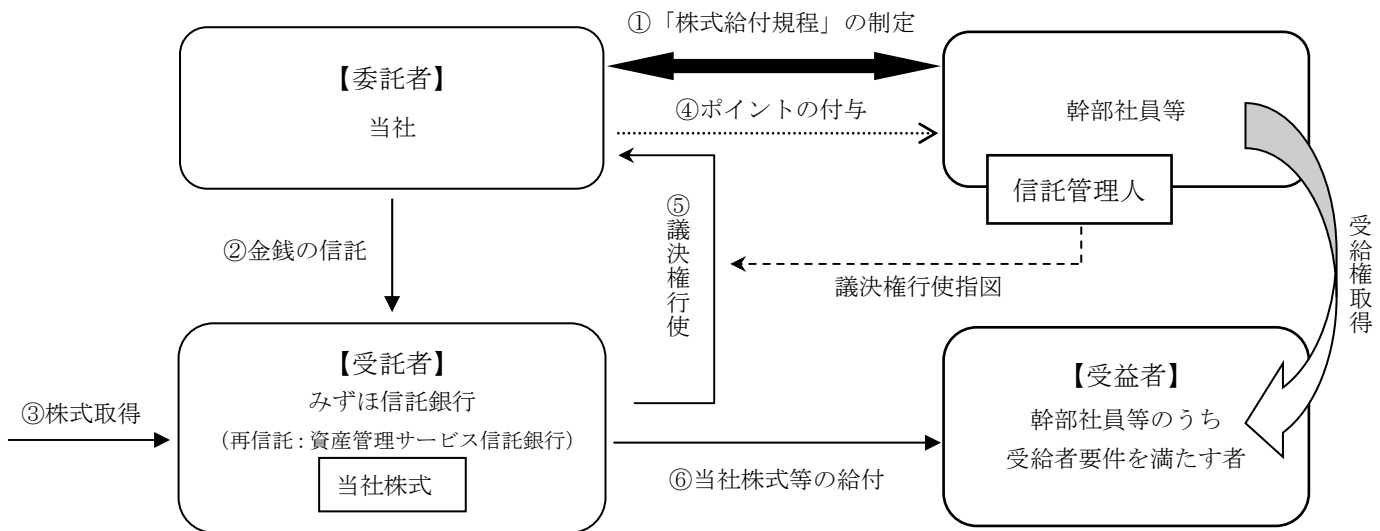 ①「株式給付規程」の制定
【委託者】
当社
④ポイントの付与
幹部社員等
信託管理人
②金銭の信託
⑤議決権行使
議決権行使指図
受給権取得
【受託者】
みずほ信託銀行
（再信託：資産管理サービス信託銀行）
当社株式
③株式取得
⑥当社株式等の給付
【受益者】
幹部社員等のうち
受給者要件を満たす者